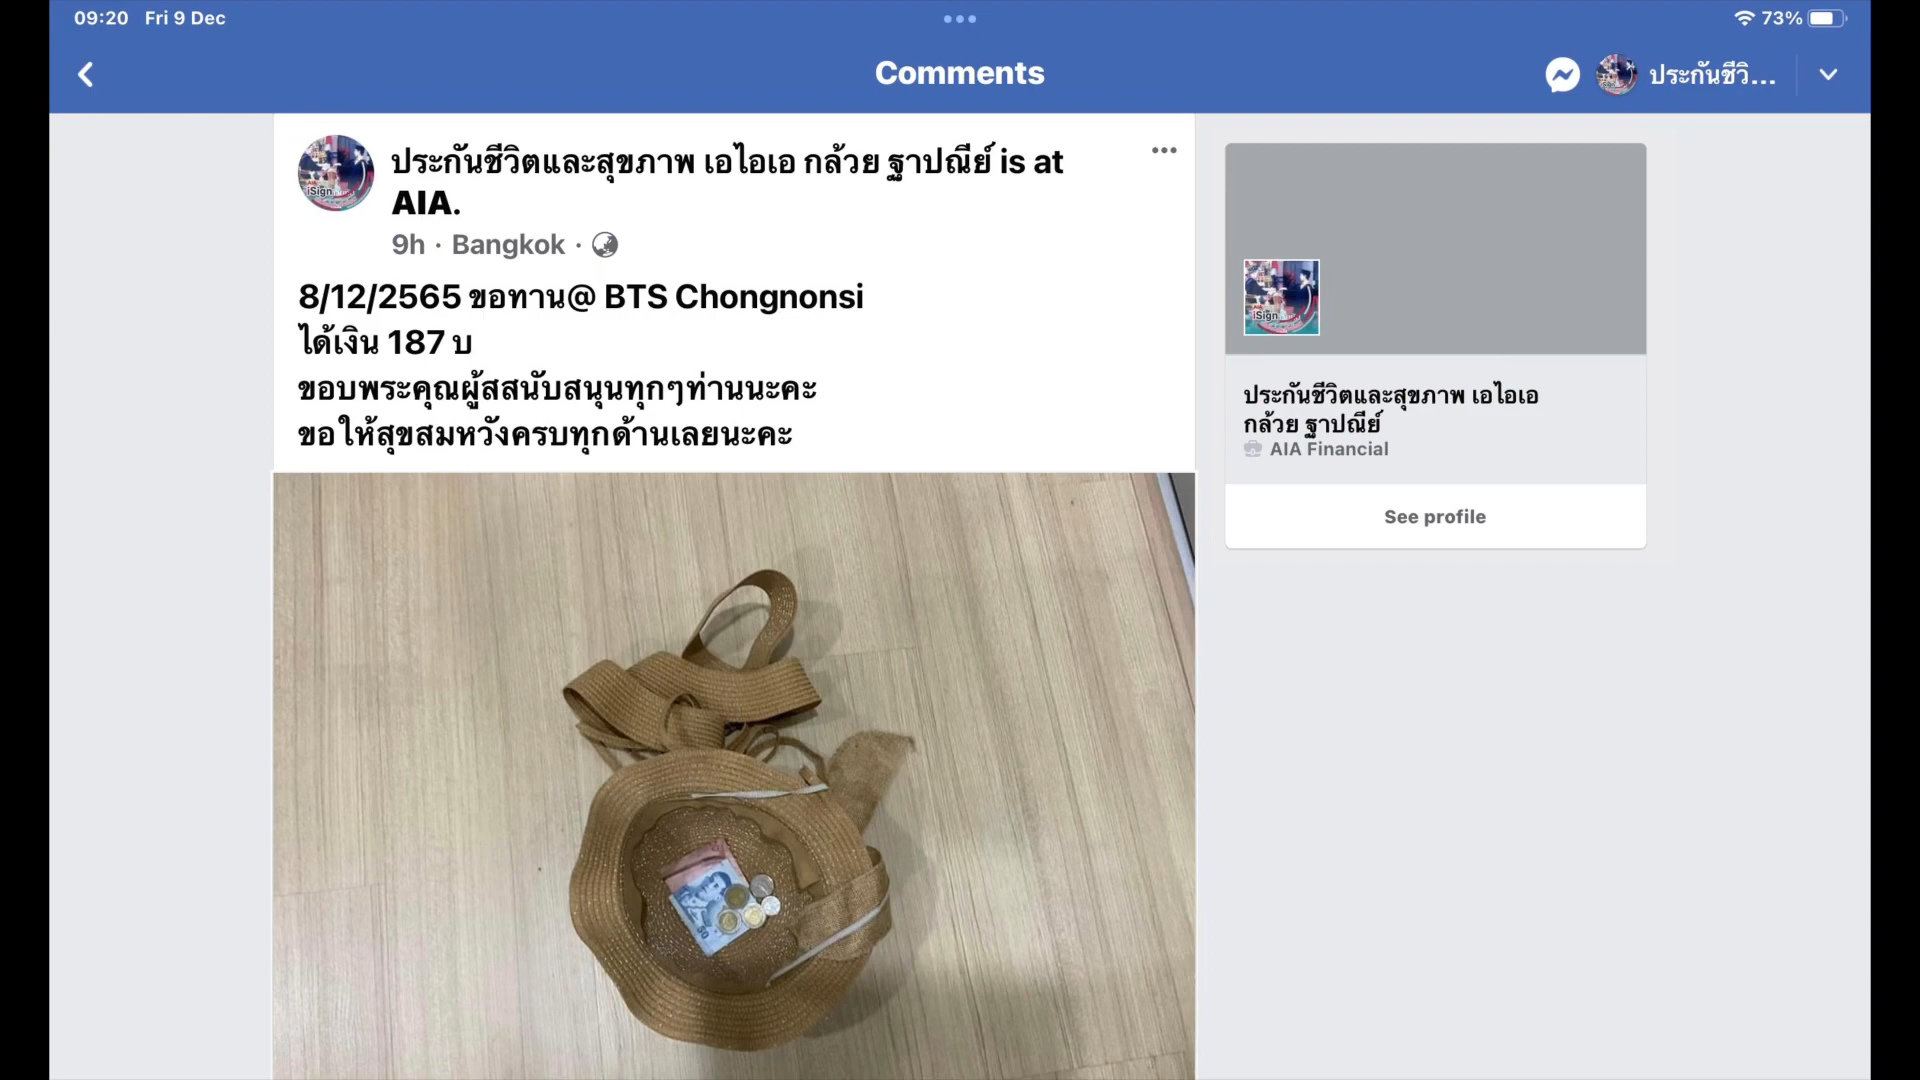 09:20 Fri 9 Dec
73%
Comments
ประกันชีวิ...
ประกันชีวิตและสุขภาพ เอไอเอ กล้วย ฐาปณีย์ is at
AIA.
9h · Bangkok ·
8/12/2565 ขอทาน@ BTS Chongnonsi
ได้เงิน 187 บ
ขอบพระคุณผู้สสนับสนุนทุกๆท่านนะคะ
ขอให้สุขสมหวังครบทุกด้านเลยนะคะ
50
iSign
iSign
ประกันชีวิตและสุขภาพ เอไอเอ
กล้วย ฐาปณีย์
AIA Financial
See profile